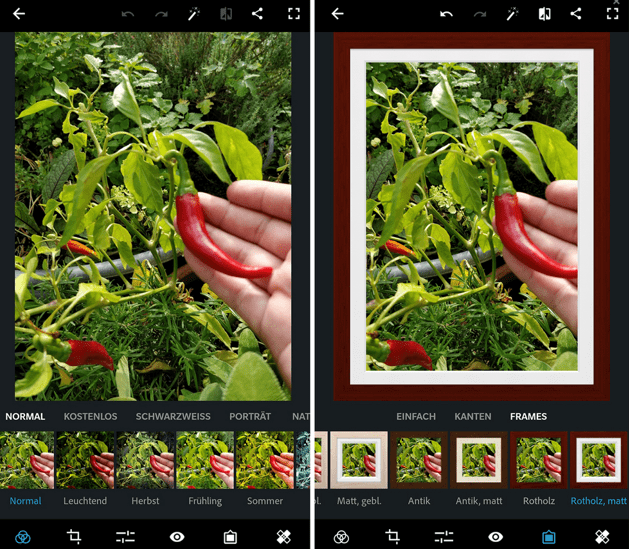 NORMAL KOSTENLOS SCHWARZWEISS PORTRÄT NAT
Normal Leuchtend Herbst Frühling Sommer
EINFACH KANTEN FRAMES
bl. Matt, gebl. Antik Antik, matt Rotholz Rotholz, matt